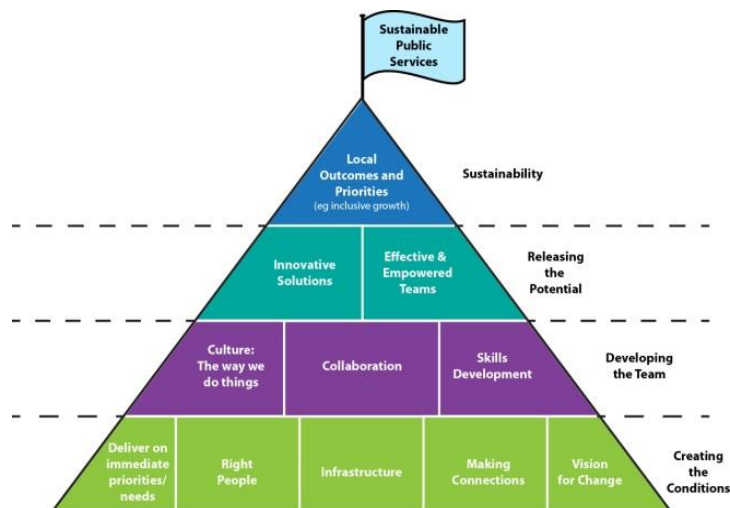 Sustainable
Public
Services
Local
Outcomes and
Priorities
(eg inclusive growth)
Sustainability
Innovative
Solutions
Effective &
Empowered
Teams
Releasing
the
Potential
Culture:
The way we
do things
Collaboration
Skills
Development
Developing
the Team
Deliver on
immediate
priorities/
needs
Right
People
Infrastructure
Making
Connections
Vision
for Change
Creating
the
Conditions